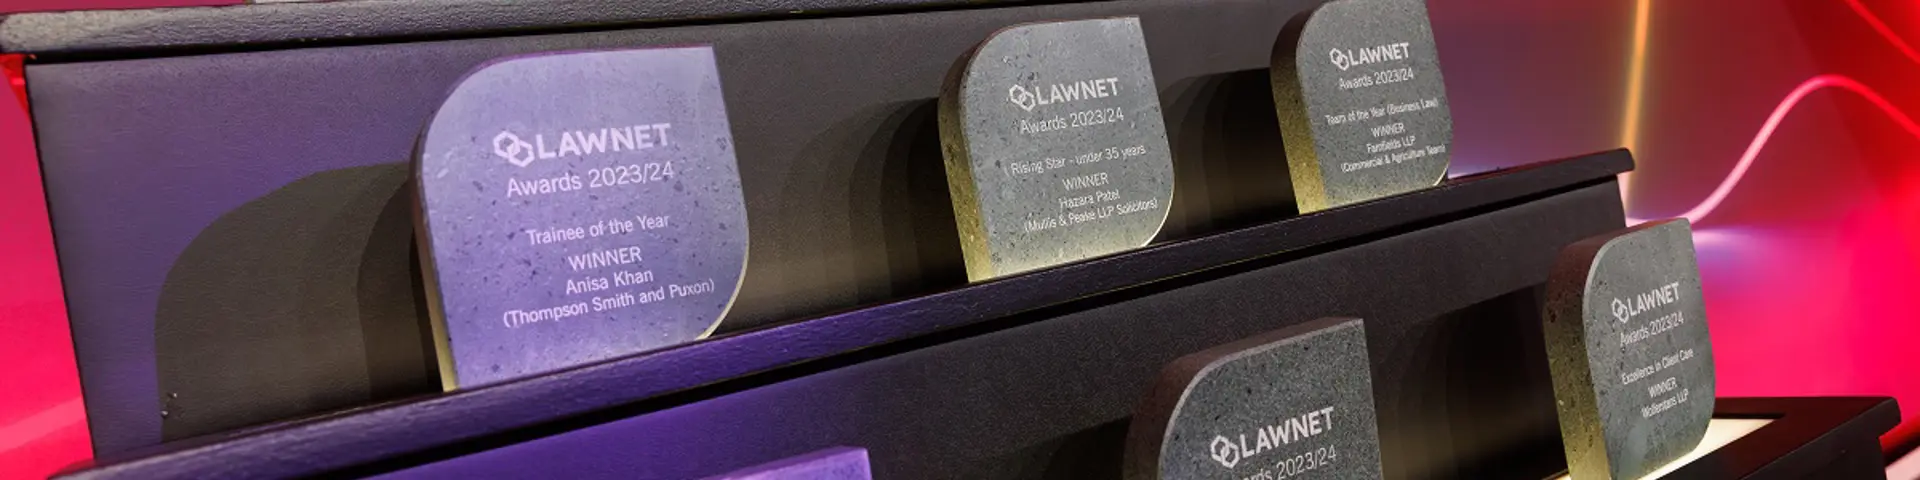 LAWNET
Awards 2023/24
Trainee of the Year
WINNER
Anisa Khan
(Thompson Smith and Puxon)
LAWNET
Awards 2023/24
Rising Star - under 35 years
WINNER
Hazara Patel
(Mullis & Peake LLP Solicitors)
LAWNET
Awards 2023/24
Team of the Year (Business Law)
WINNER
Fanfields LLP
(Commercial & Agriculture Team)
LAWNET
Awards 2023/24
LAWNET
Awards 2023/24
Excellence in Client Care
WINNER
Wollerstans LLP